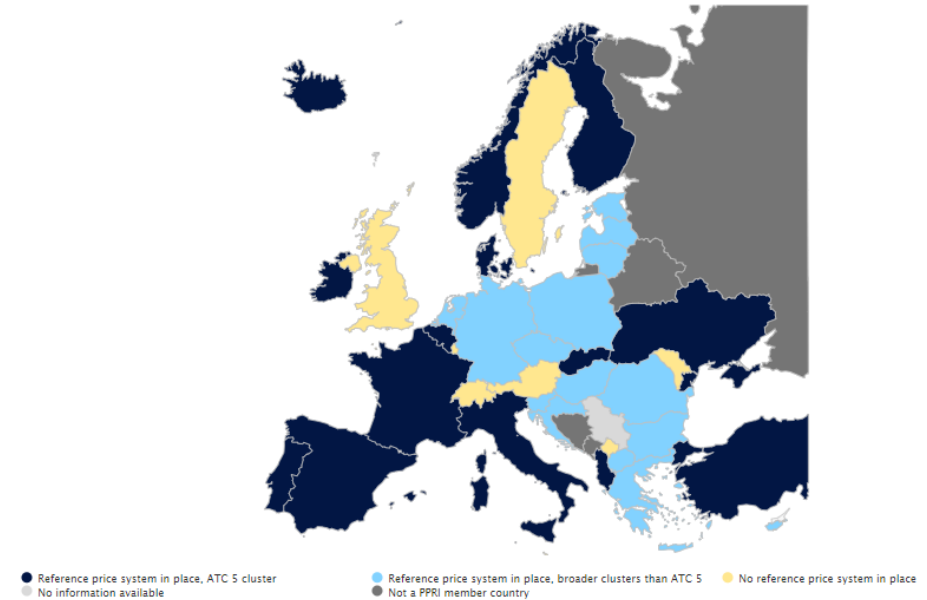 Reference price system in place, ATC 5 cluster
Reference price system in place, broader clusters than ATC 5
No reference price system in place
No information available
Not a PPRI member country